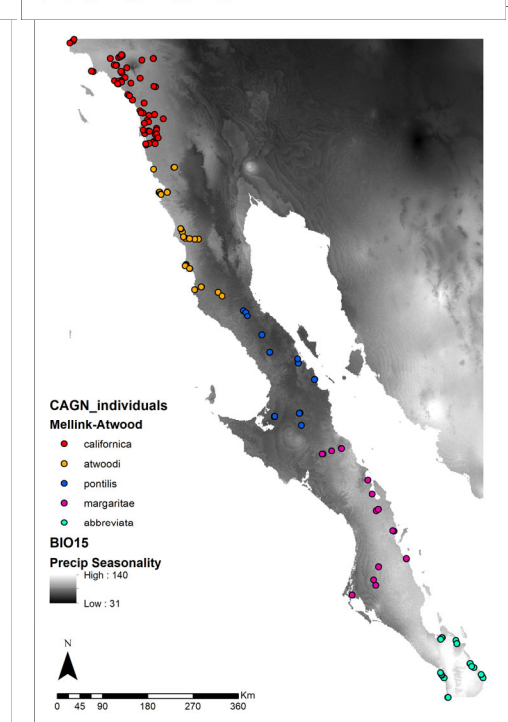 CAGN_individuals
Mellink-Atwood
californica
atwoodi
pontilis
margaritae
abbreviata
BIO15
Precip Seasonality
High : 140
Low : 31
N
Km
0 45 90 180 270 360